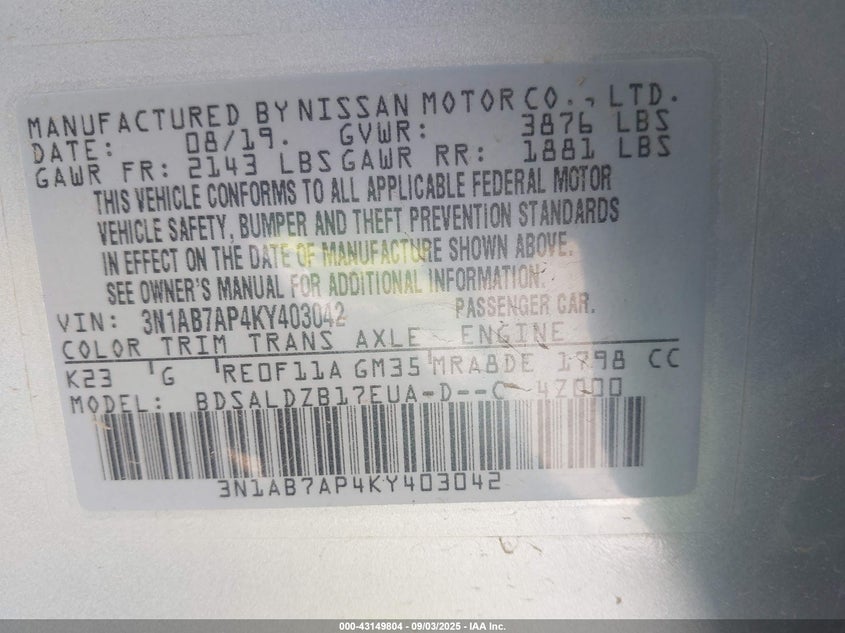 MANUFACTURED BY NISSAN MOTOR CO., LTD.
DATE: 08/19. GVWR: 3876 LBS
GAWR FR: 2143 LBS GAWR RR: 1881 LBS
THIS VEHICLE CONFORMS TO ALL APPLICABLE FEDERAL MOTOR
VEHICLE SAFETY, BUMPER AND THEFT PREVENTION STANDARDS
IN EFFECT ON THE DATE OF MANUFACTURE SHOWN ABOVE.
SEE OWNER'S MANUAL FOR ADDITIONAL INFORMATION.
VIN: 3N1AB7AP4KY403042 PASSENGER CAR.
COLOR TRIM TRANS AXLE ENGINE
K23 G RE0F11A GM35 MRA8DE 1798 CC
MODEL: BDSALDZB17EUA-D--C-
3N1AB7AP4KY403042
000-43149804 - 09/03/2025 - IAA Inc.